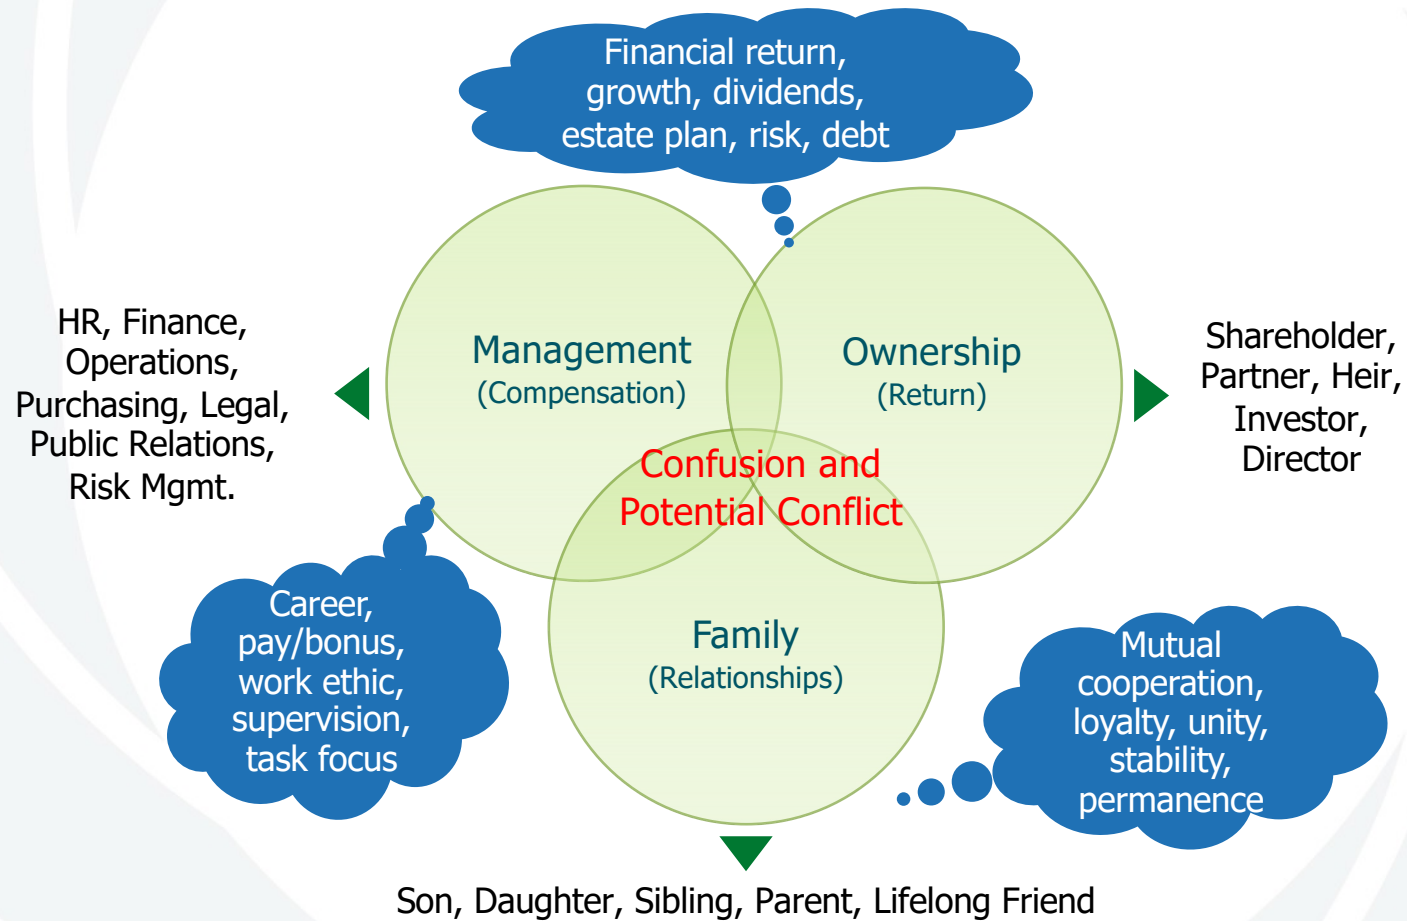 Financial return,
growth, dividends,
estate plan, risk, debt
HR, Finance,
Operations,
Purchasing, Legal,
Public Relations,
Risk Mgmt.
Management
(Compensation)
Ownership
(Return)
Shareholder,
Partner, Heir,
Investor,
Director
Confusion and
Potential Conflict
Career,
pay/bonus,
work ethic,
supervision,
task focus
Family
(Relationships)
Mutual
cooperation,
loyalty, unity,
stability,
permanence
Son, Daughter, Sibling, Parent, Lifelong Friend